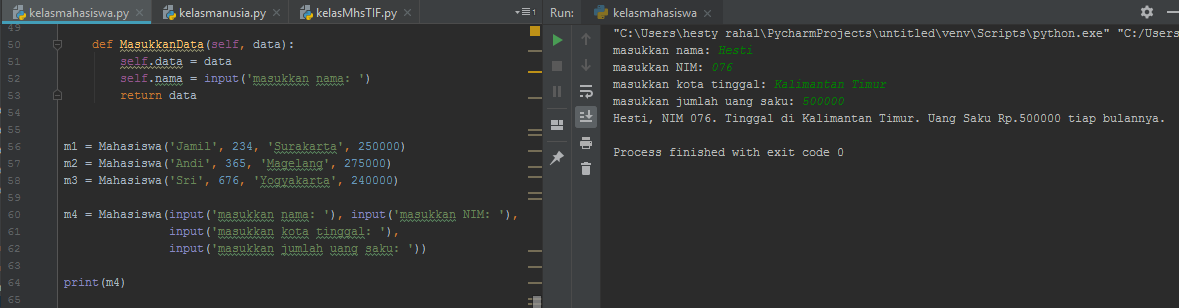 kelasmahasiswa.py kelasmanusia.py kelasMhsTIF.py
49
50 def MasukkanData(self, data):
51 self.data = data
52 self.nama = input('masukkan nama: ')
53 return data
54
55
56 m1 = Mahasiswa('Jamil', 234, 'Surakarta', 250000)
57 m2 = Mahasiswa('Andi', 365, 'Magelang', 275000)
58 m3 = Mahasiswa('Sri', 676, 'Yogyakarta', 240000)
59
60 m4 = Mahasiswa(input('masukkan nama: '), input('masukkan NIM: '),
61 input('masukkan kota tinggal: '),
62 input('masukkan jumlah uang saku: '))
63
64 print(m4)
65
Run: kelasmahasiswa
"C:\Users\hesty rahal\PycharmProjects\untitled\venv\Scripts\python.exe" "C:/Users
masukkan nama: Hesti
masukkan NIM: 076
masukkan kota tinggal: Kalimantan Timur
masukkan jumlah uang saku: 500000
Hesti, NIM 076. Tinggal di Kalimantan Timur. Uang Saku Rp.500000 tiap bulannya.
Process finished with exit code 0